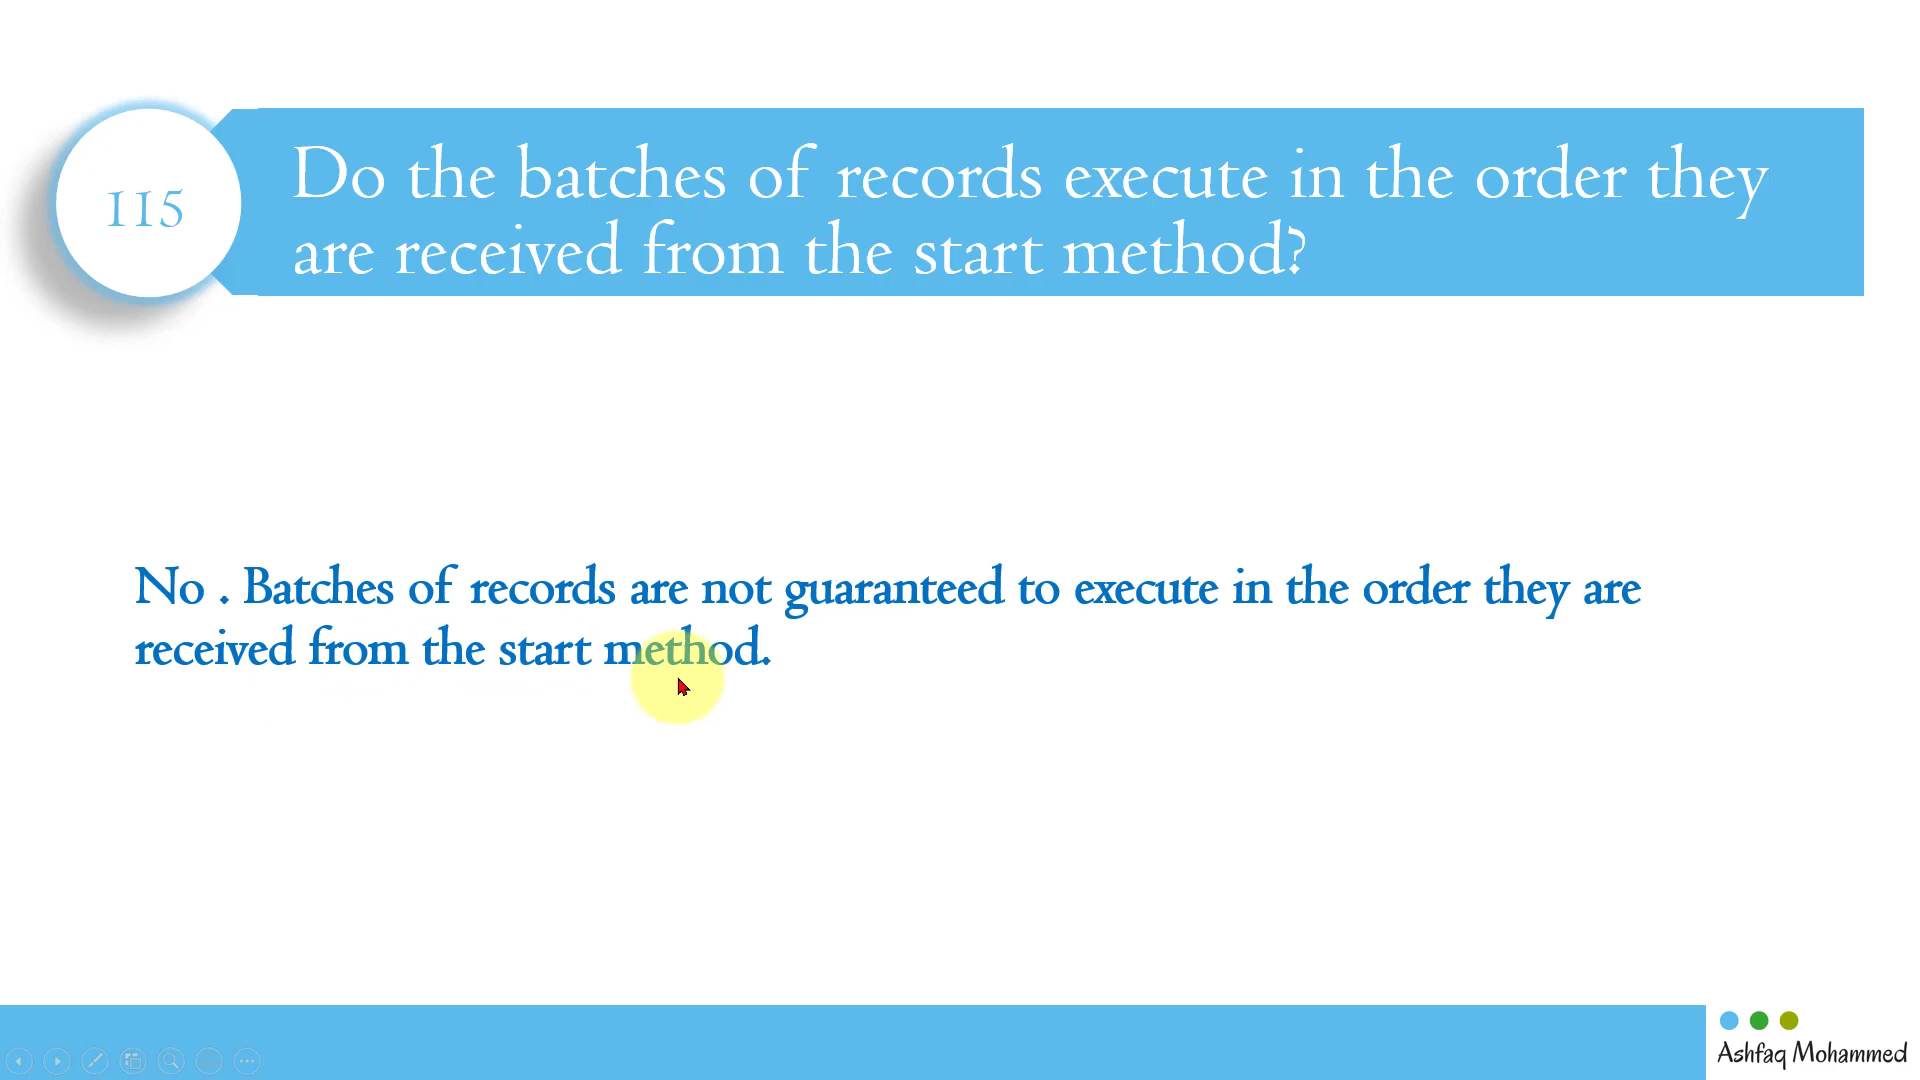 115
Do the batches of records execute in the order they
are received from the start method?
No . Batches of records are not guaranteed to execute in the order they are
received from the start method.
Ashfaq Mohammed